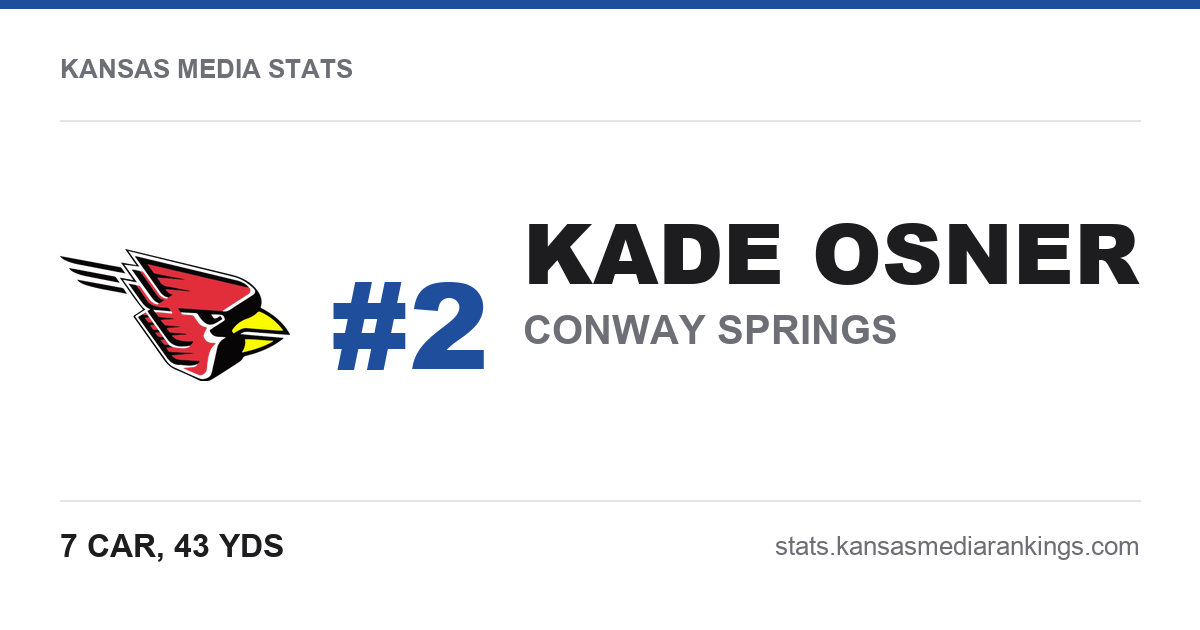 KANSAS MEDIA STATS
#2
KADE OSNER
CONWAY SPRINGS
7 CAR, 43 YDS
stats.kansasmediarankings.com